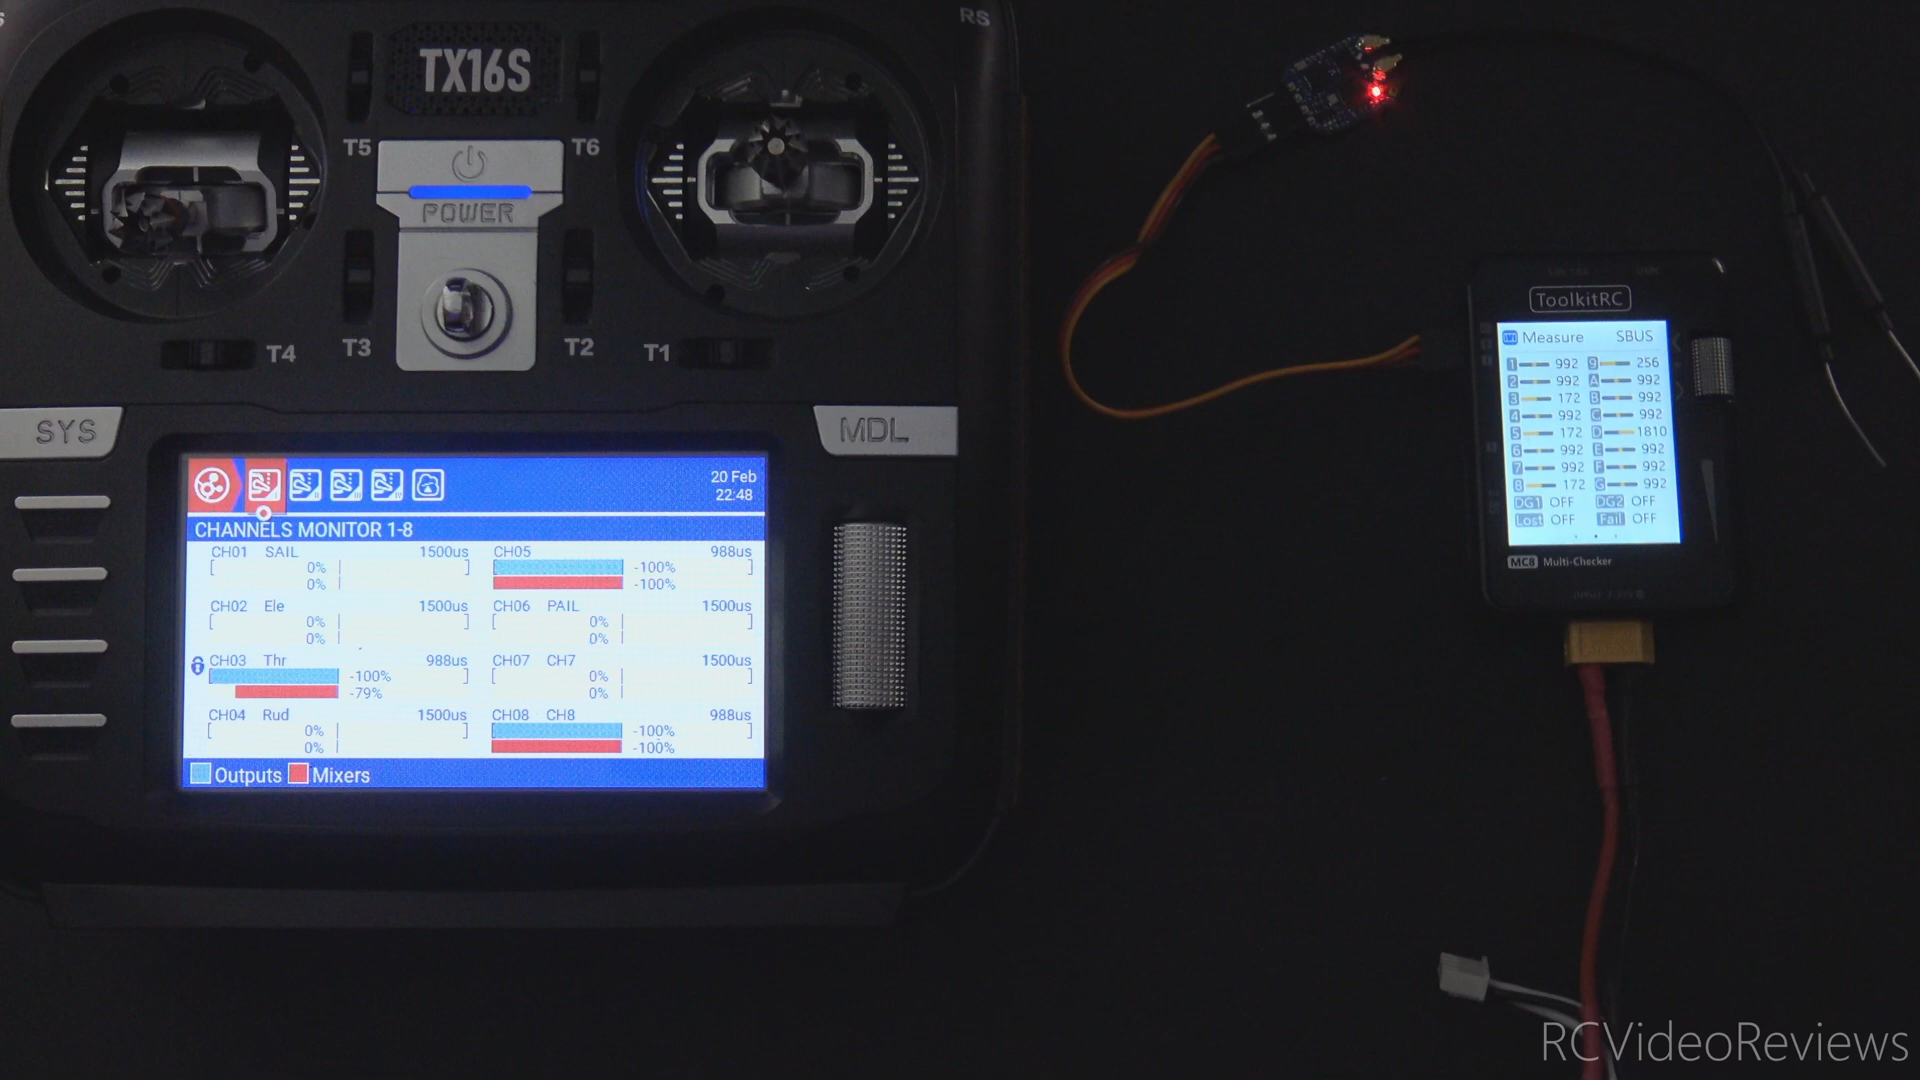 RS
TX16S
T5
T6
POWER
T4
T3
T2
T1
SYS
MDL
20 Feb
22:48
CHANNELS MONITOR 1-8
CH01 SAIL 1500us
0%
0%
CH02 Ele 1500us
0%
0%
CH03 Thr 988us
-100%
-79%
CH04 Rud 1500us
0%
0%
CH05 988us
-100%
-100%
CH06 PAIL 1500us
0%
0%
CH07 CH7 1500us
0%
0%
CH08 CH8 988us
-100%
-100%
Outputs Mixers
ToolkitRC
Measure SBUS
1 992 9 256
2 992 A 992
3 172 B 992
4 992 C 992
5 172 D 1810
6 992 E 992
7 992 F 992
8 172 G 992
DG1 OFF DG2 OFF
Lost OFF Fail OFF
MC8 Multi-Checker
RCVideoReviews